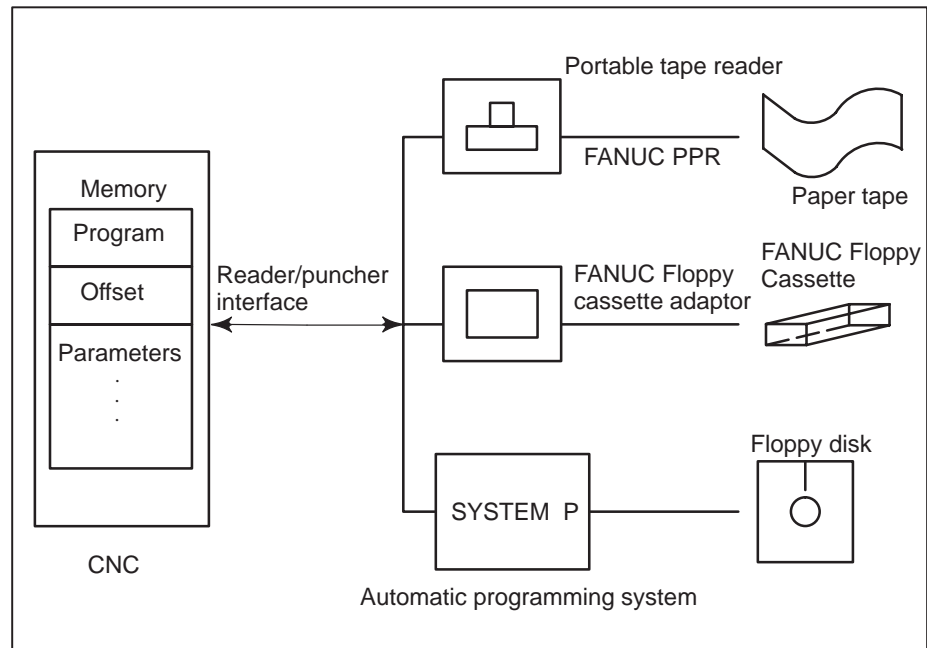 Portable tape reader
FANUC PPR
Paper tape
Memory
Program
Offset
Parameters
.
.
.
CNC
Reader/puncher
interface
FANUC Floppy
cassette adaptor
FANUC Floppy
Cassette
SYSTEM P
Automatic programming system
Floppy disk